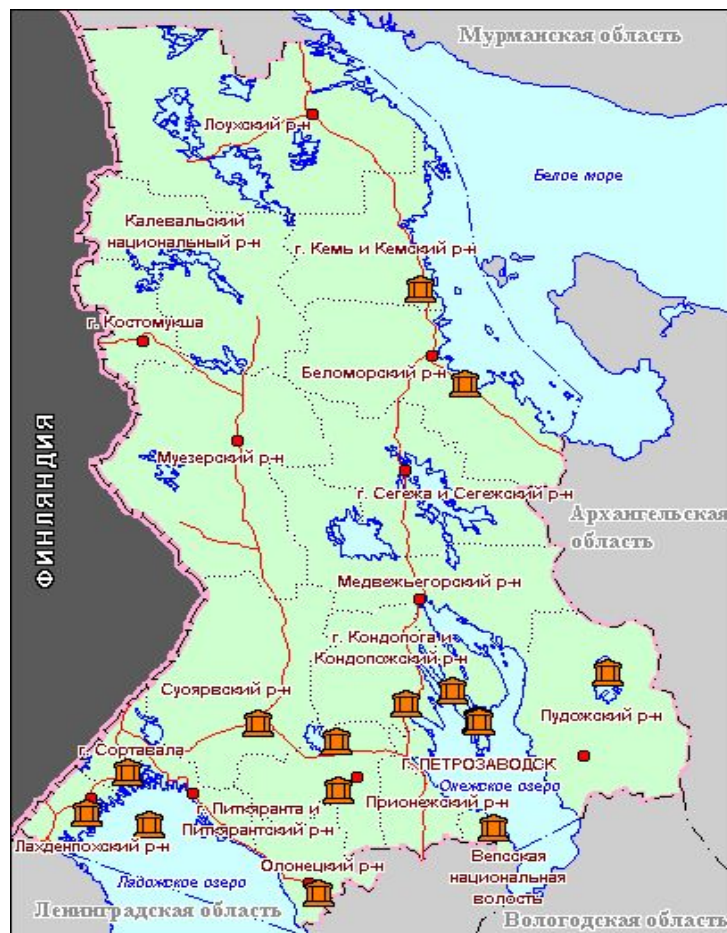 Мурманская область
Лоухский р-н
Белое море
Калевальский
национальный р-н
г. Кемь и Кемский р-н
г. Костомукша
Беломорский р-н
ФИНЛЯНДИЯ
Муезерский р-н
г. Сегежа и Сегежский р-н
Архангельская
область
Медвежьегорский р-н
г. Кондопога и
Кондопожский р-н
Суоярвский р-н
Пудожский р-н
г. Сортавала
Г. ПЕТРОЗАВОДСК
Онежское озеро
г. Питкяранта и
Питкярантский р-н
Прионежский р-н
Лахденпохский р-н
Вепсская
национальная
волость
Олонецкий р-н
Ладожское озеро
Ленинградская область
Вологодская область